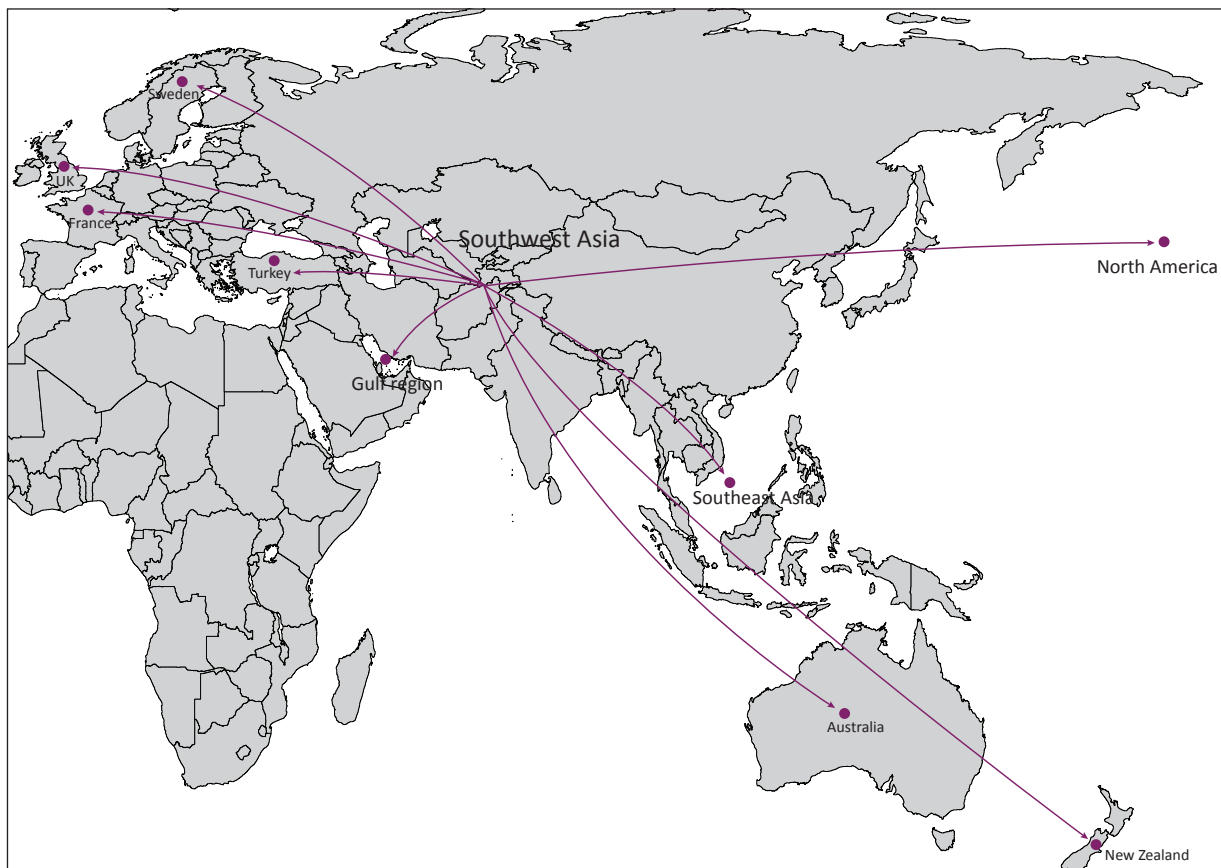 Sweden
UK
France
Southwest Asia
Turkey
North America
Gulf region
Southeast Asia
Australia
New Zealand